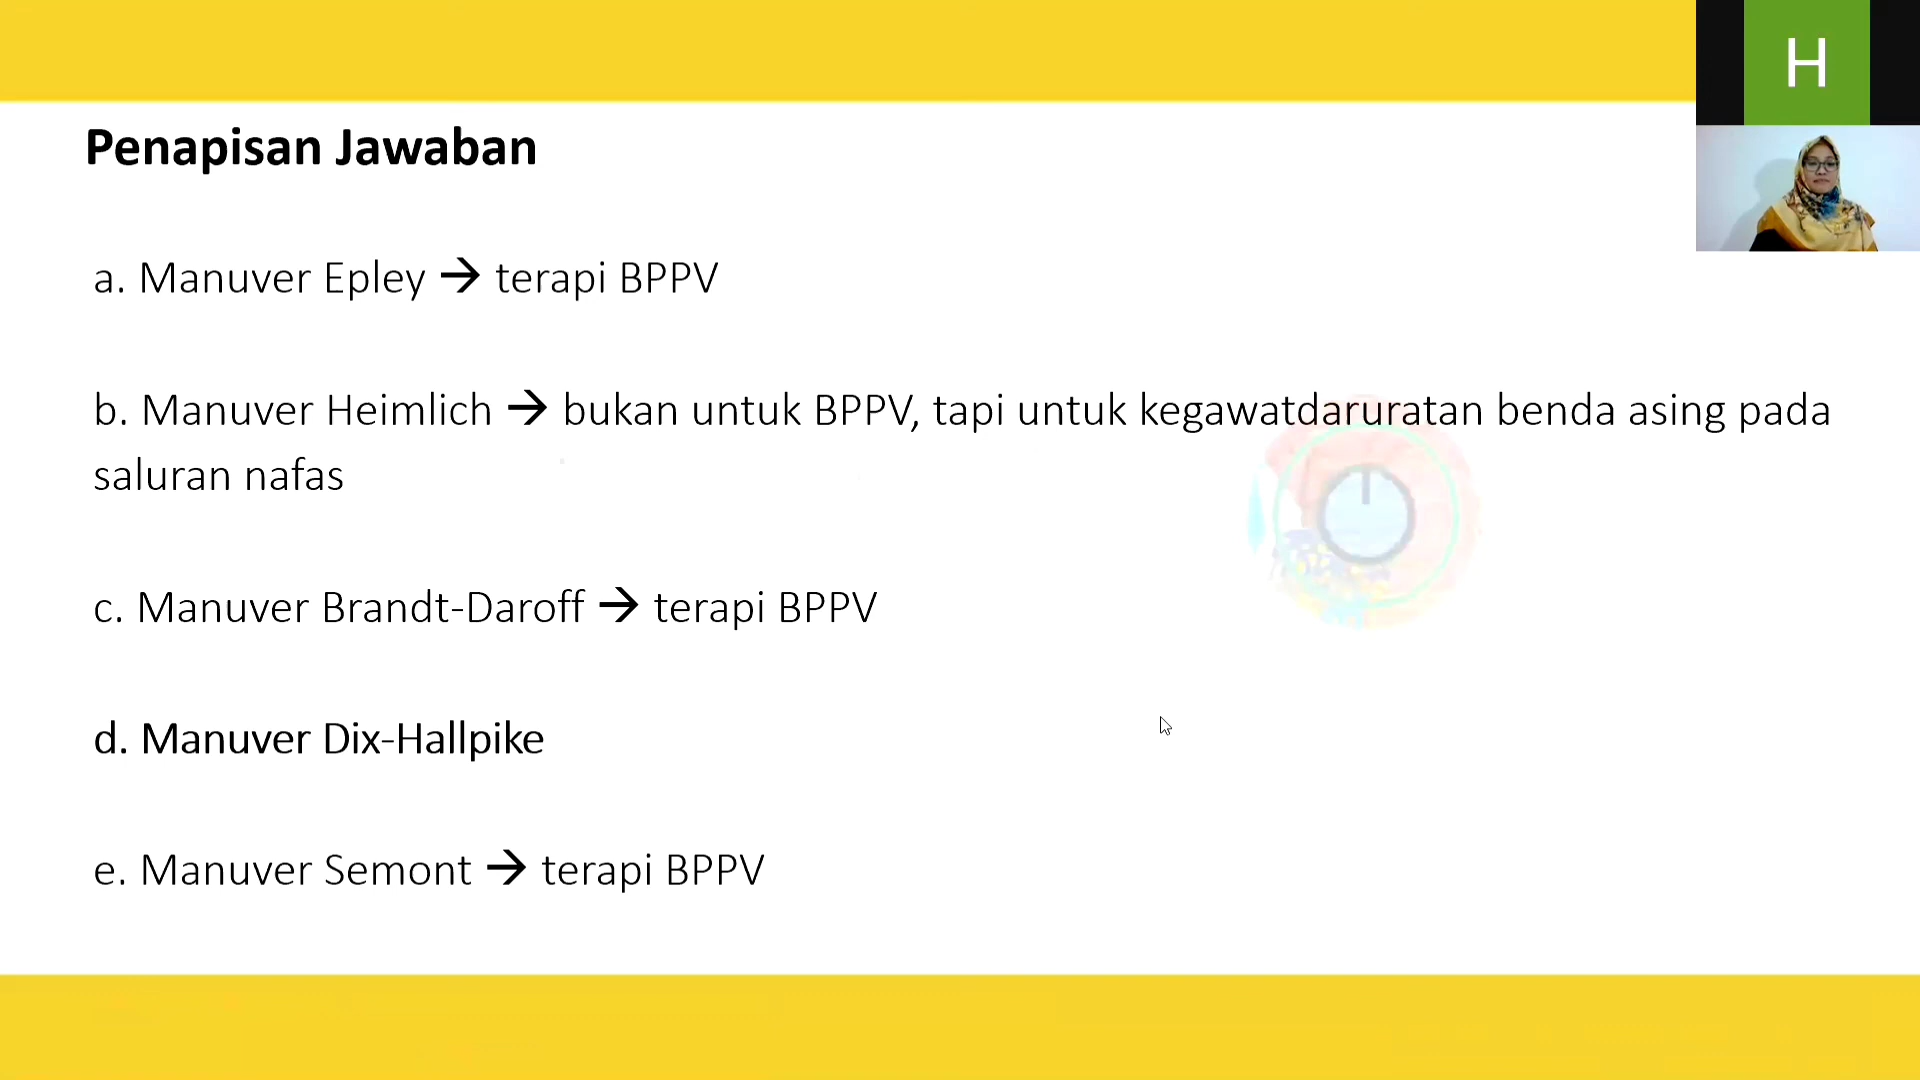 H
Penapisan Jawaban
a. Manuver Epley → terapi BPPV
b. Manuver Heimlich → bukan untuk BPPV, tapi untuk kegawatdaruratan benda asing pada
saluran nafas
c. Manuver Brandt-Daroff → terapi BPPV
d. Manuver Dix-Hallpike
e. Manuver Semont → terapi BPPV